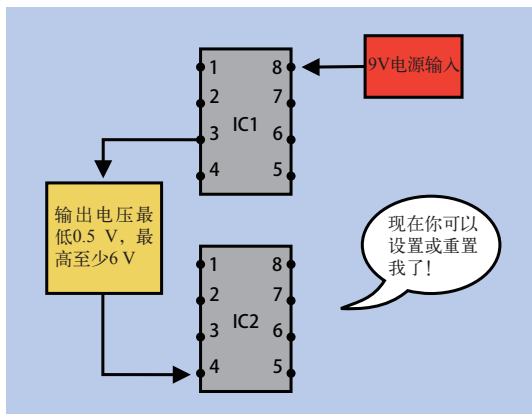 1 8
2 7
IC1
3 6
4 5
9V电源输入
输出电压最
低0.5 V，最
高至少6 V
现在你可以
设置或重置
我了！
1 8
2 7
3 6
IC2
4 5